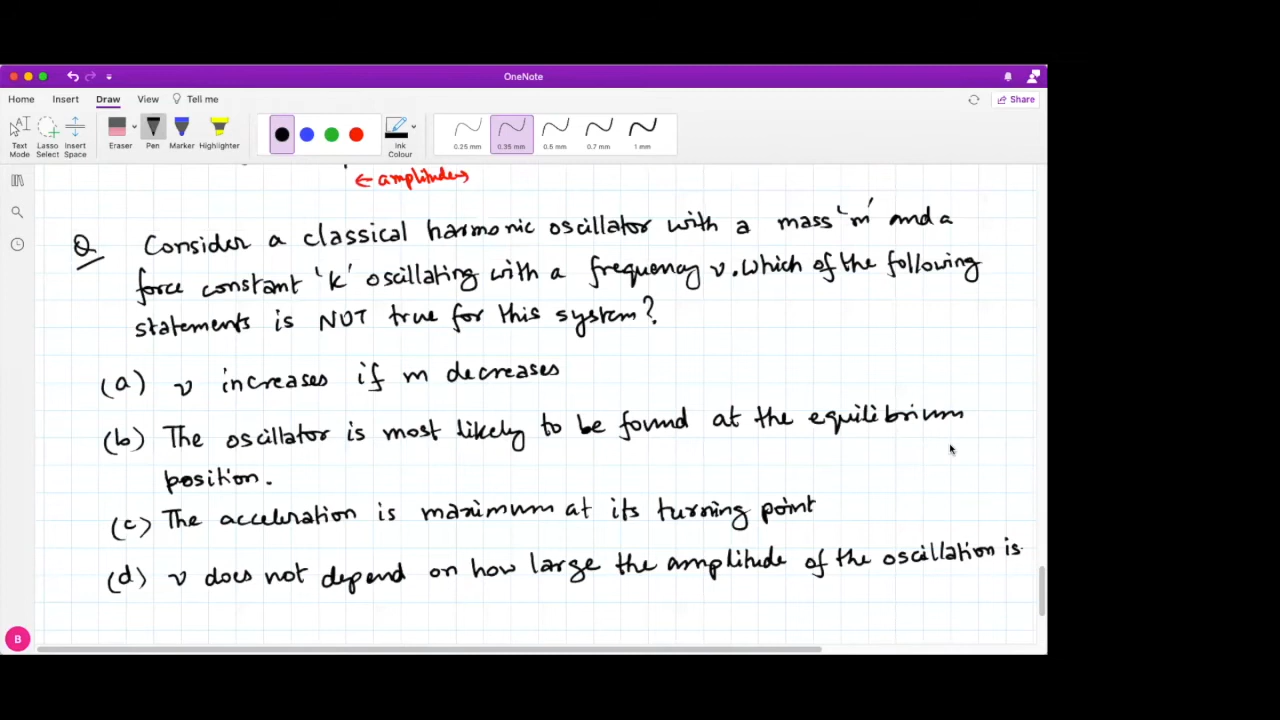 OneNote
Home Insert Draw View Tell me Share
Text Mode Lasso Select Insert Space Eraser Pen Marker Highlighter Ink Colour 0.25 mm 0.35 mm 0.5 mm 0.7 mm 1 mm
← amplitude→
Q Consider a classical harmonic oscillator with a mass 'm' and a
force constant 'k' oscillating with a frequency ν. Which of the following
statements is NOT true for this system?
(a) ν increases if m decreases
(b) The oscillator is most likely to be found at the equilibrium
position.
(c) The acceleration is maximum at its turning point
(d) ν does not depend on how large the amplitude of the oscillation is
B